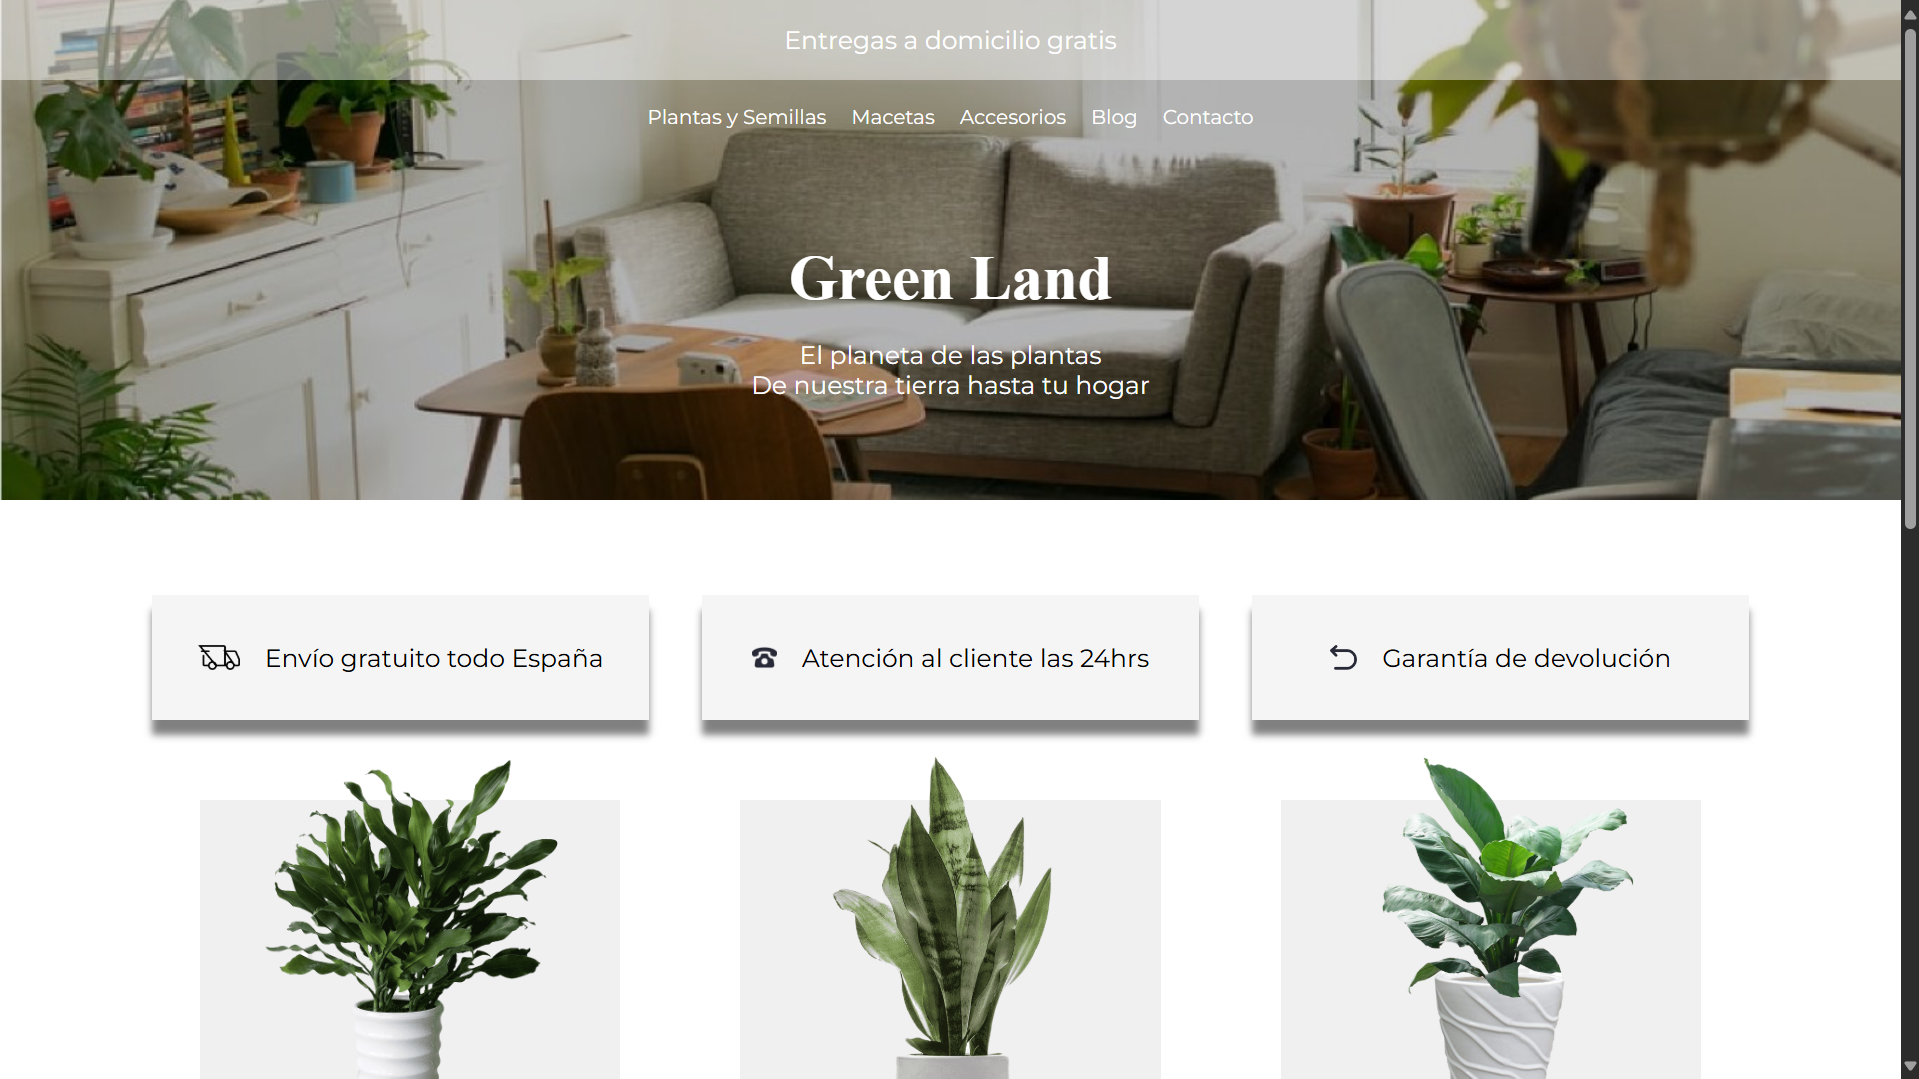 Entregas a domicilio gratis
Plantas y Semillas Macetas Accesorios Blog Contacto
Green Land
El planeta de las plantas
De nuestra tierra hasta tu hogar
Envío gratuito todo España
Atención al cliente las 24hrs
Garantía de devolución